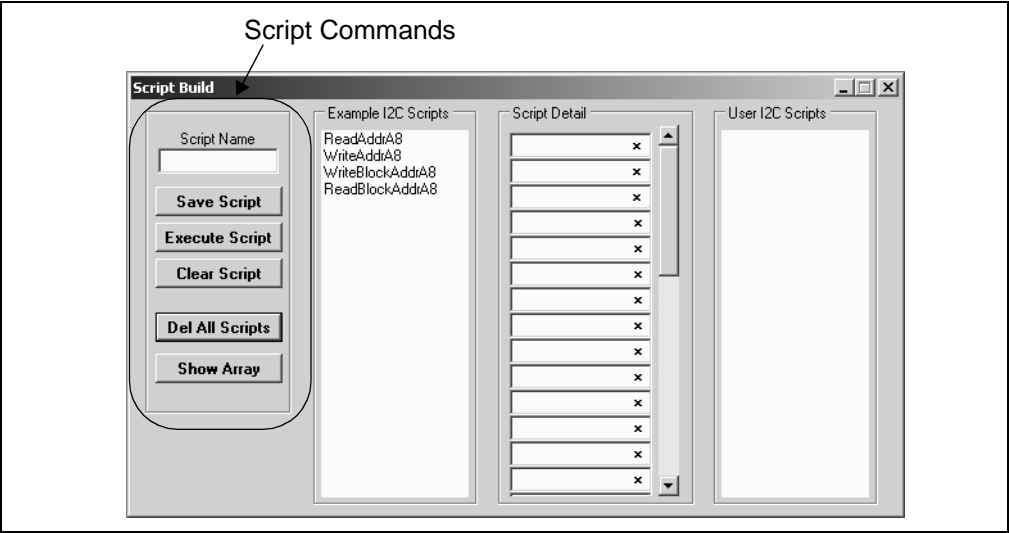 Script Commands
Script Build
Script Name
Save Script
Execute Script
Clear Script
Del All Scripts
Show Array
Example I2C Scripts
ReadAddrA8
WriteAddrA8
WriteBlockAddrA8
ReadBlockAddrA8
Script Detail
User I2C Scripts